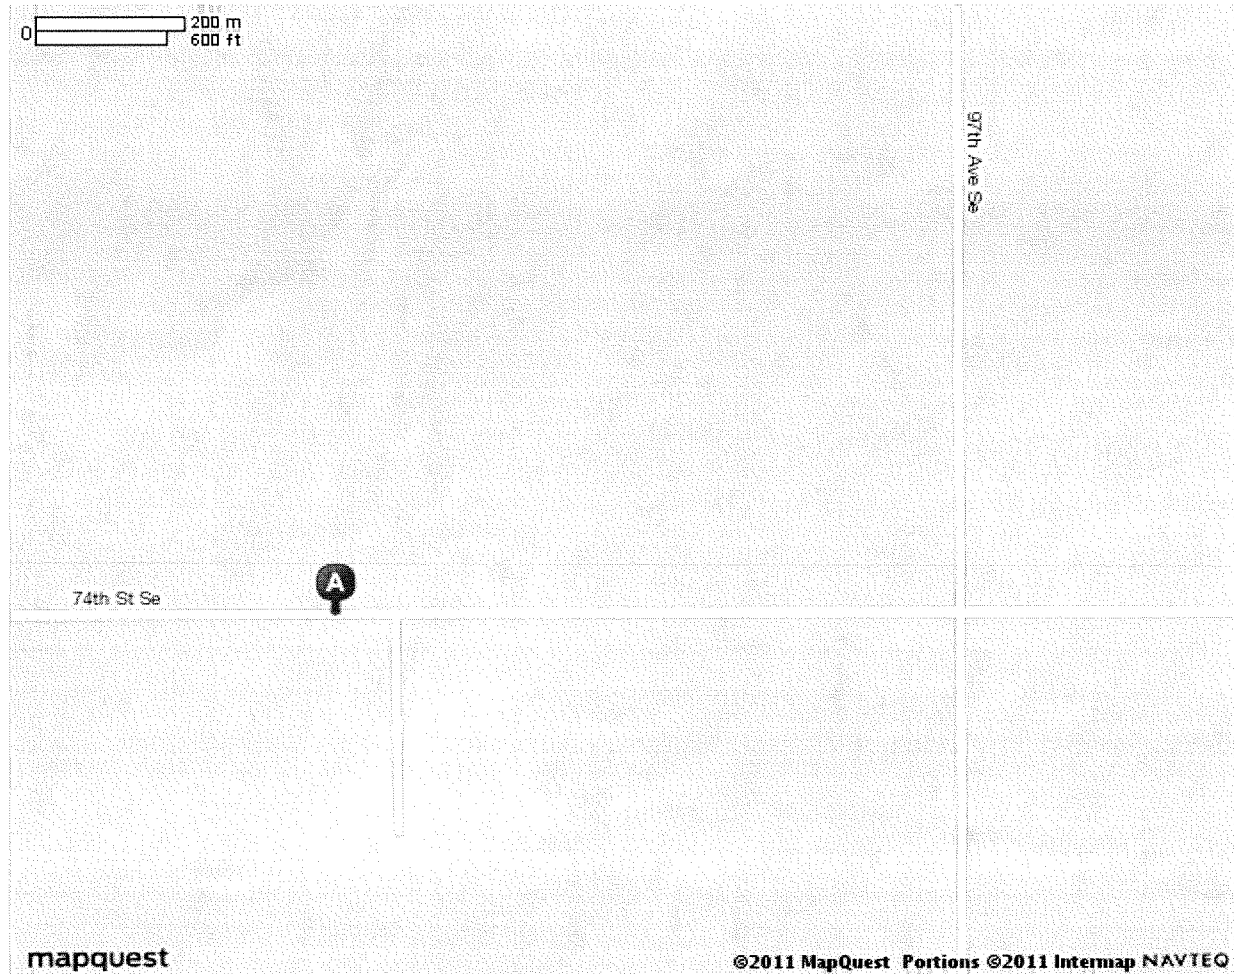 0
200 m
600 ft
97th Ave Se
A
74th St Se
mapquest
©2011 MapQuest Portions ©2011 Intermap NAVTEQ